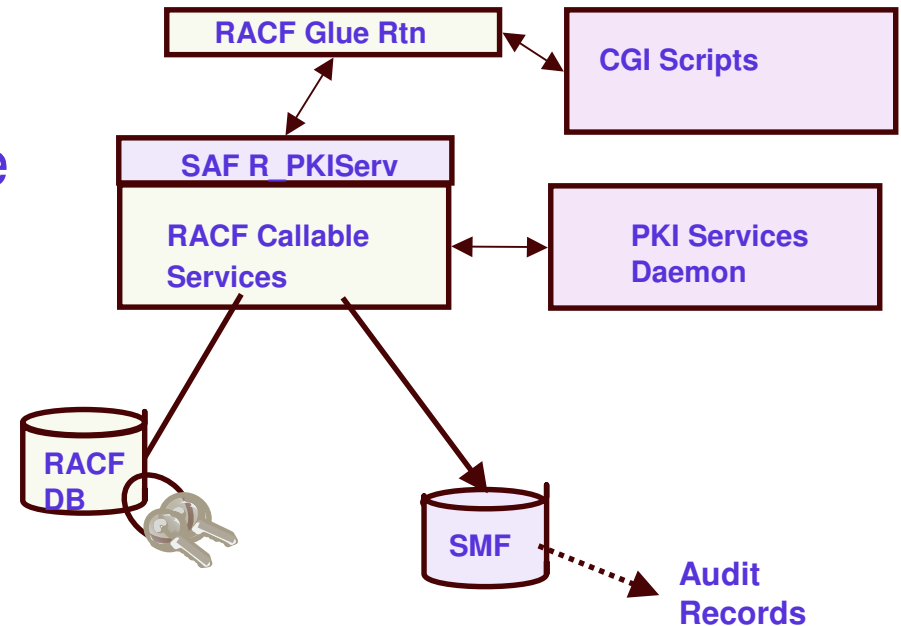 RACF Glue Rtn
CGI Scripts
e
SAF R_PKIServ
RACF Callable
Services
PKI Services
Daemon
RACF
DB
SMF
Audit
Records